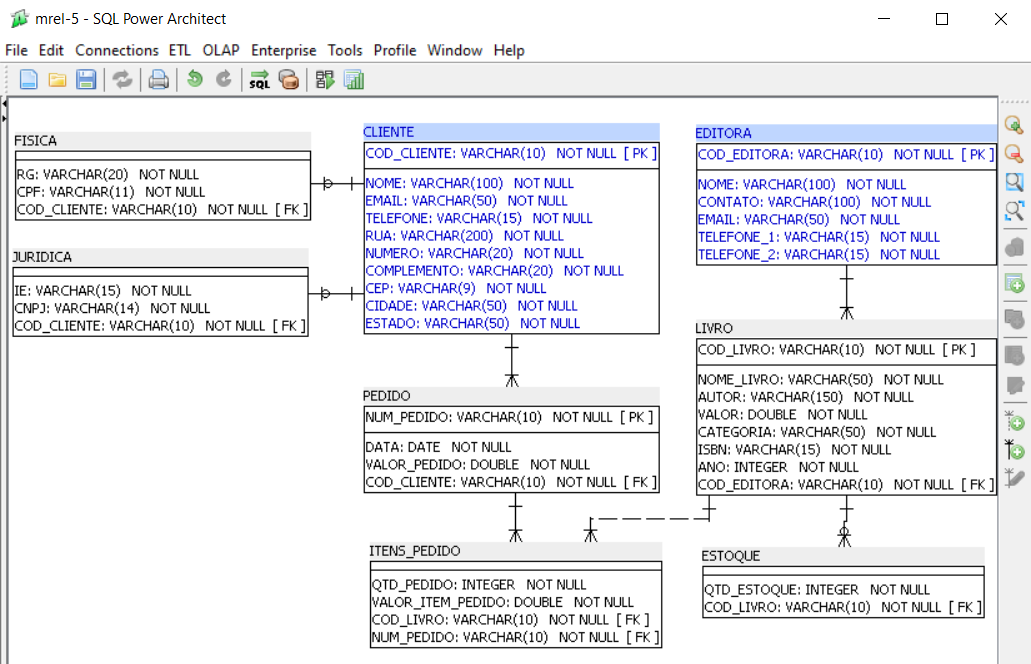 mrel-5 - SQL Power Architect
File Edit Connections ETL OLAP Enterprise Tools Profile Window Help
SQL
FISICA
RG: VARCHAR(20) NOT NULL
CPF: VARCHAR(11) NOT NULL
COD_CLIENTE: VARCHAR(10) NOT NULL [ FK ]
JURIDICA
IE: VARCHAR(15) NOT NULL
CNPJ: VARCHAR(14) NOT NULL
COD_CLIENTE: VARCHAR(10) NOT NULL [ FK ]
CLIENTE
COD_CLIENTE: VARCHAR(10) NOT NULL [ PK ]
NOME: VARCHAR(100) NOT NULL
EMAIL: VARCHAR(50) NOT NULL
TELEFONE: VARCHAR(15) NOT NULL
RUA: VARCHAR(200) NOT NULL
NUMERO: VARCHAR(20) NOT NULL
COMPLEMENTO: VARCHAR(20) NOT NULL
CEP: VARCHAR(9) NOT NULL
CIDADE: VARCHAR(50) NOT NULL
ESTADO: VARCHAR(50) NOT NULL
PEDIDO
NUM_PEDIDO: VARCHAR(10) NOT NULL [ PK ]
DATA: DATE NOT NULL
VALOR_PEDIDO: DOUBLE NOT NULL
COD_CLIENTE: VARCHAR(10) NOT NULL [ FK ]
ITENS_PEDIDO
QTD_PEDIDO: INTEGER NOT NULL
VALOR_ITEM_PEDIDO: DOUBLE NOT NULL
COD_LIVRO: VARCHAR(10) NOT NULL [ FK ]
NUM_PEDIDO: VARCHAR(10) NOT NULL [ FK ]
EDITORA
COD_EDITORA: VARCHAR(10) NOT NULL [ PK ]
NOME: VARCHAR(100) NOT NULL
CONTATO: VARCHAR(100) NOT NULL
EMAIL: VARCHAR(50) NOT NULL
TELEFONE_1: VARCHAR(15) NOT NULL
TELEFONE_2: VARCHAR(15) NOT NULL
LIVRO
COD_LIVRO: VARCHAR(10) NOT NULL [ PK ]
NOME_LIVRO: VARCHAR(50) NOT NULL
AUTOR: VARCHAR(150) NOT NULL
VALOR: DOUBLE NOT NULL
CATEGORIA: VARCHAR(50) NOT NULL
ISBN: VARCHAR(15) NOT NULL
ANO: INTEGER NOT NULL
COD_EDITORA: VARCHAR(10) NOT NULL [ FK ]
ESTOQUE
QTD_ESTOQUE: INTEGER NOT NULL
COD_LIVRO: VARCHAR(10) NOT NULL [ FK ]